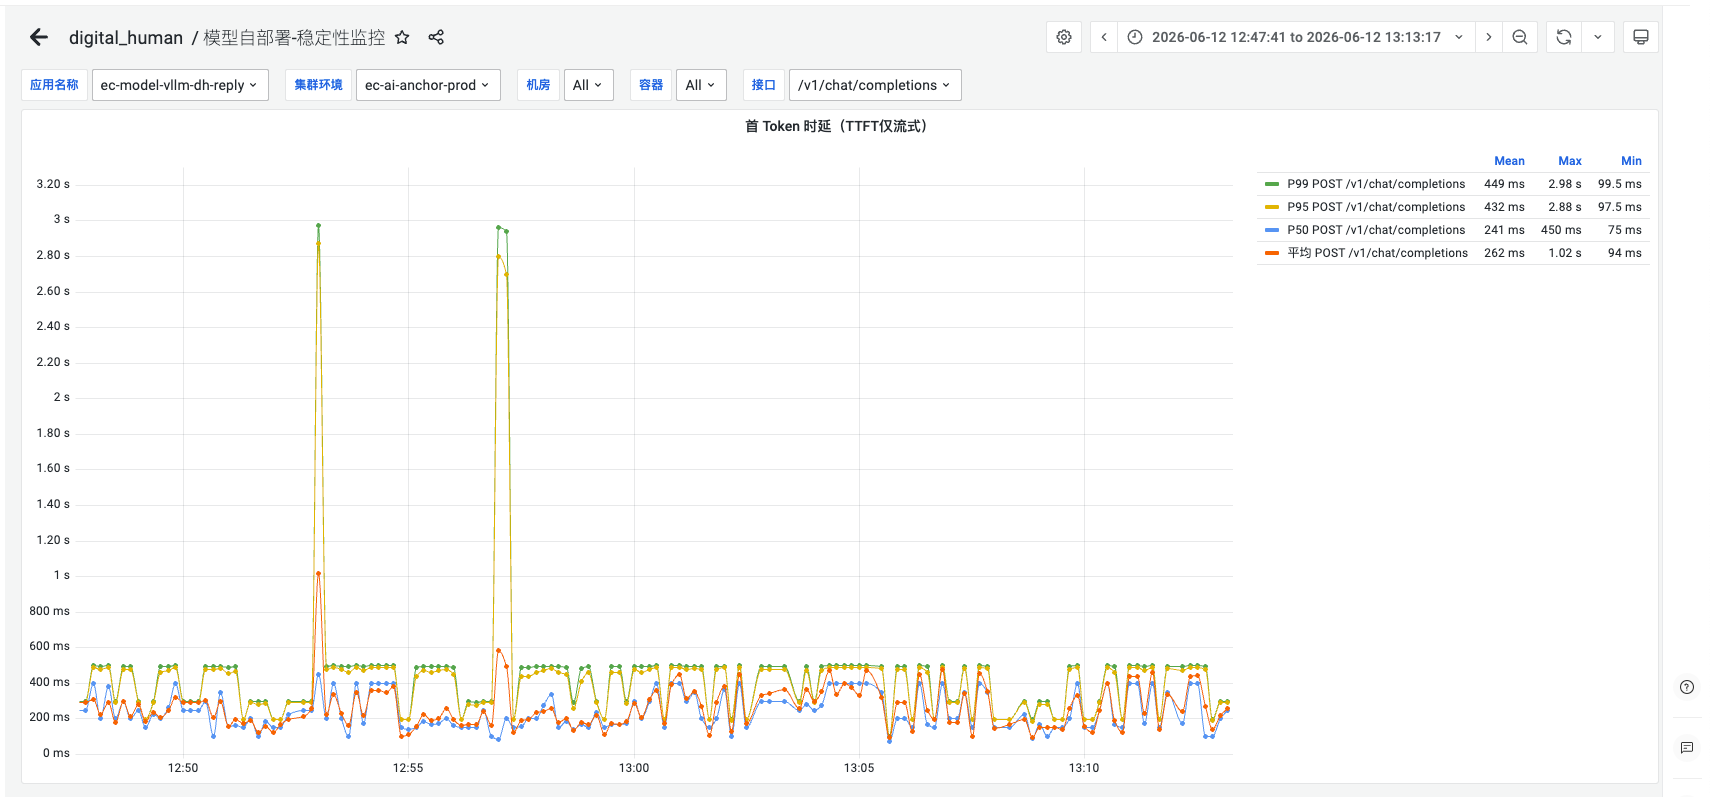 digital_human / 模型自部署-稳定性监控
2026-06-12 12:47:41 to 2026-06-12 13:13:17
应用名称 ec-model-vllm-dh-reply 集群环境 ec-ai-anchor-prod 机房 All 容器 All 接口 /v1/chat/completions
首 Token 时延（TTFT仅流式）
Mean Max Min
P99 POST /v1/chat/completions 449 ms 2.98 s 99.5 ms
P95 POST /v1/chat/completions 432 ms 2.88 s 97.5 ms
P50 POST /v1/chat/completions 241 ms 450 ms 75 ms
平均 POST /v1/chat/completions 262 ms 1.02 s 94 ms
3.20 s
3 s
2.80 s
2.60 s
2.40 s
2.20 s
2 s
1.80 s
1.60 s
1.40 s
1.20 s
1 s
800 ms
600 ms
400 ms
200 ms
0 ms
12:50 12:55 13:00 13:05 13:10